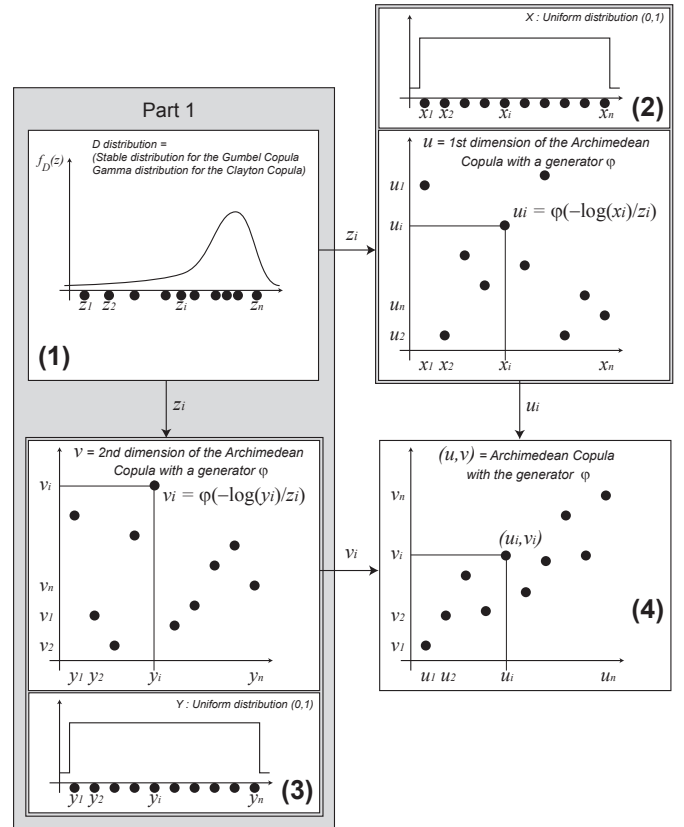 X : Uniform distribution (0,1)
x1 x2 xi xn
(2)
Part 1
D distribution =
(Stable distribution for the Gumbel Copula
Gamma distribution for the Clayton Copula)
fD(z)
z1 z2 zi zn
(1)
zi
u = 1st dimension of the Archimedean
Copula with a generator φ
u1
ui = φ(−log(xi)/zi)
ui
un
u2
x1 x2 xi xn
zi
ui
v = 2nd dimension of the Archimedean
Copula with a generator φ
vi
vi = φ(−log(yi)/zi)
vn
v1
v2
y1 y2 yi yn
vi
(u,v) = Archimedean Copula
with the generator φ
vn
(ui,vi)
vi
v2
v1
(4)
u1 u2 ui un
Y : Uniform distribution (0,1)
y1 y2 yi yn
(3)